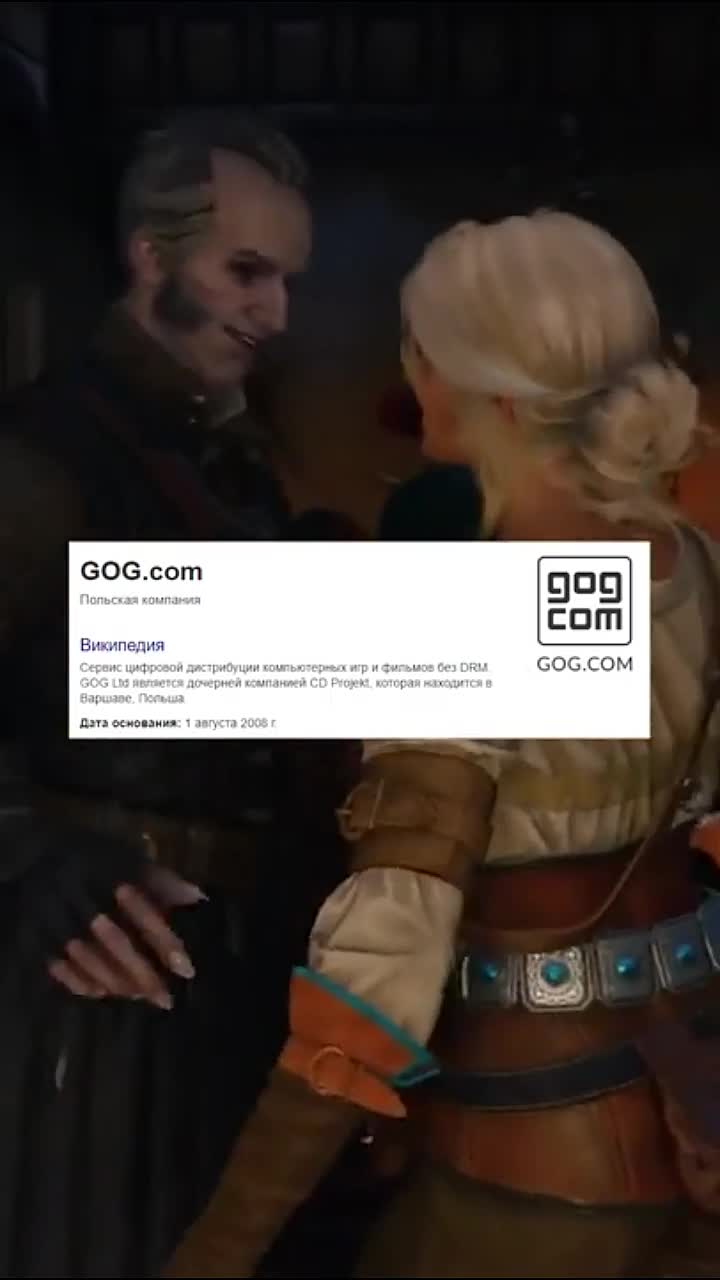 GOG.com
Польская компания
gog
com
GOG.COM
Википедия
Сервис цифровой дистрибуции компьютерных игр и фильмов без DRM.
GOG Ltd является дочерней компанией CD Projekt, которая находится в
Варшаве, Польша.
Дата основания: 1 августа 2008 г.